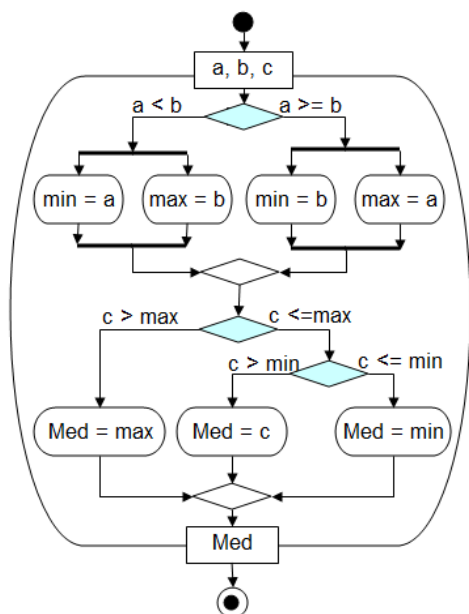 a, b, c
a < b
a >= b
min = a
max = b
min = b
max = a
c > max
c <=max
c > min
c <= min
Med = max
Med = c
Med = min
Med